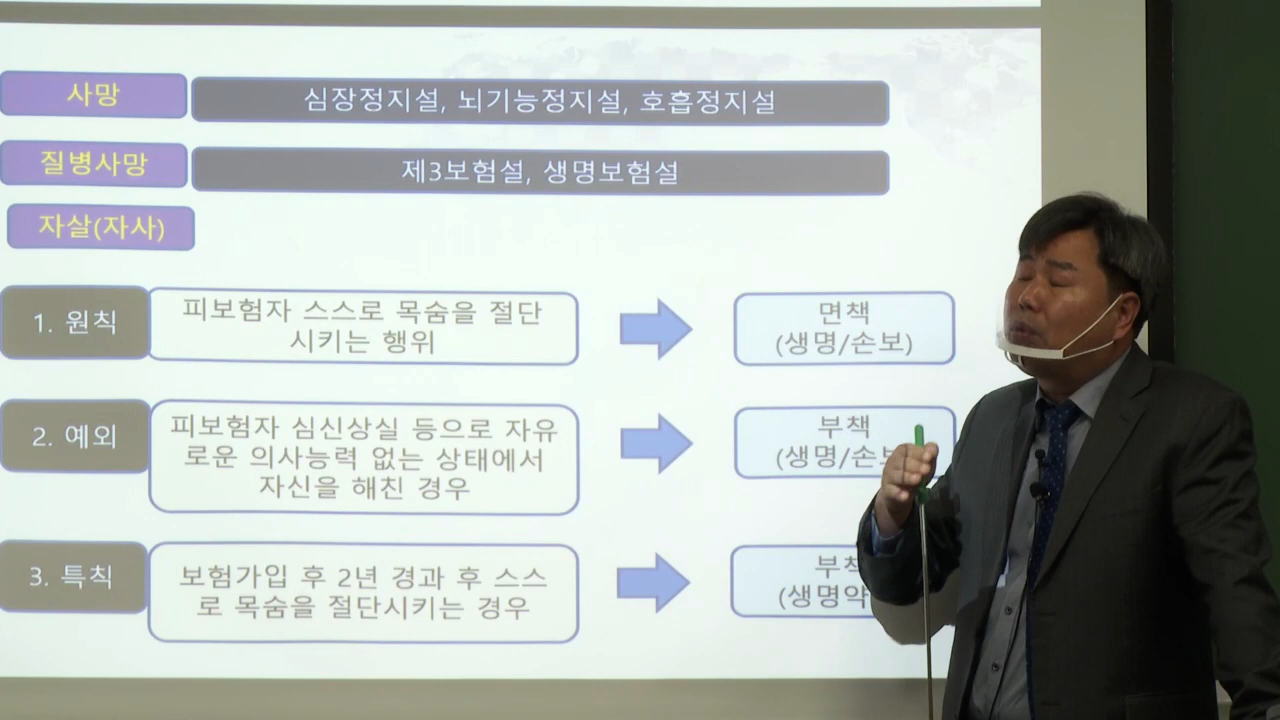 사망
심장정지설, 뇌기능정지설, 호흡정지설
질병사망
제3보험설, 생명보험설
자살(자사)
1. 원칙
피보험자 스스로 목숨을 절단
시키는 행위
면책
(생명/손보)
2. 예외
피보험자 심신상실 등으로 자유
로운 의사능력 없는 상태에서
자신을 해친 경우
부책
(생명/손보
3. 특칙
보험가입 후 2년 경과 후 스스
로 목숨을 절단시키는 경우
부책
(생명약